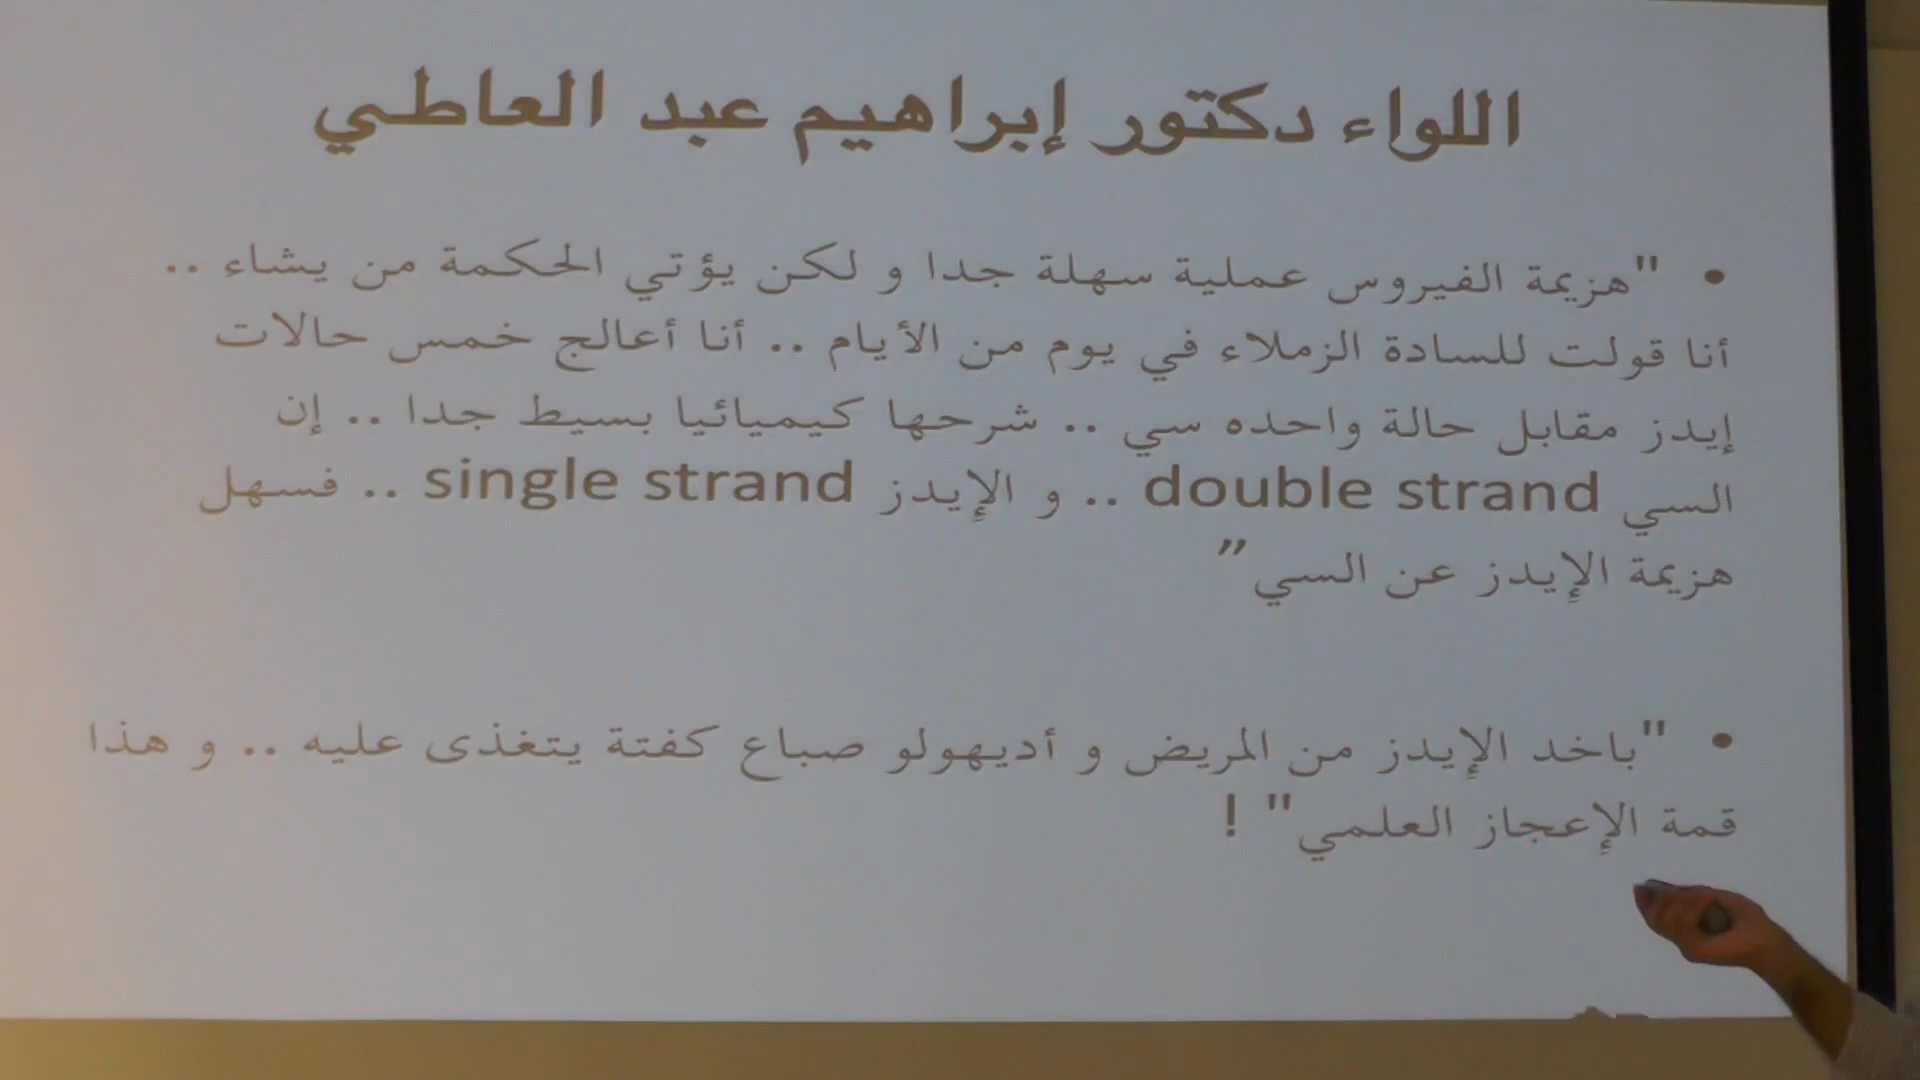 اللواء دكتور إبراهيم عبد العاطي
• "هزيمة الفيروس عملية سهلة جدا و لكن يؤتي الحكمة من يشاء ..
أنا قولت للسادة الزملاء في يوم من الأيام .. أنا أعالج خمس حالات
إيدز مقابل حالة واحده سي .. شرحها كيميائيا بسيط جدا .. إن
السي double strand .. و الإيدز single strand .. فسهل
هزيمة الإيدز عن السي”
• "باخد الإيدز من المريض و أديهولو صباع كفتة يتغذى عليه .. و هذا
قمة الإعجاز العلمي" !